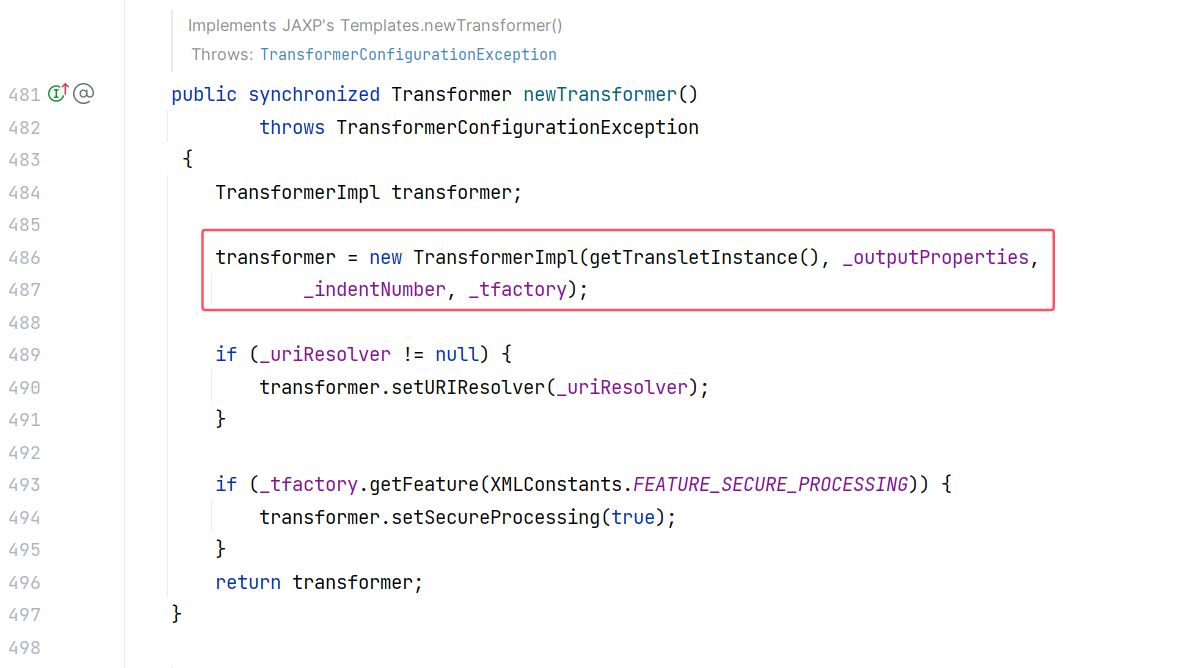 Implements JAXP's Templates.newTransformer()
Throws: TransformerConfigurationException
481 public synchronized Transformer newTransformer()
482 throws TransformerConfigurationException
483 {
484 TransformerImpl transformer;
485
486 transformer = new TransformerImpl(getTransletInstance(), _outputProperties,
487 _indentNumber, _tfactory);
488
489 if (_uriResolver != null) {
490 transformer.setURIResolver(_uriResolver);
491 }
492
493 if (_tfactory.getFeature(XMLConstants.FEATURE_SECURE_PROCESSING)) {
494 transformer.setSecureProcessing(true);
495 }
496 return transformer;
497 }
498